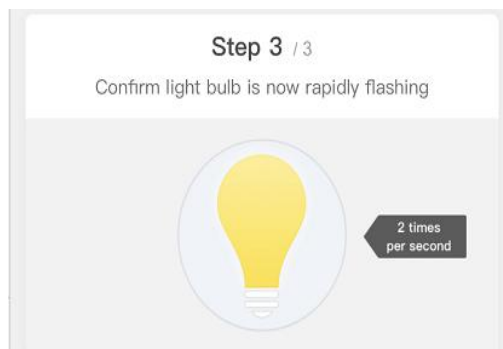 Step 3 / 3
Confirm light bulb is now rapidly flashing
2 times
per second